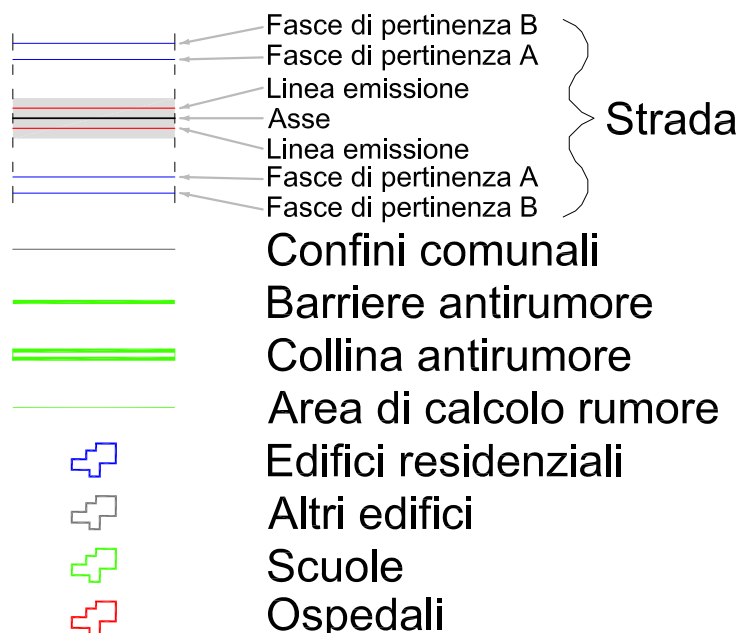 Fasce di pertinenza B
Fasce di pertinenza A
Linea emissione
Asse
Linea emissione
Fasce di pertinenza A
Fasce di pertinenza B
Strada
Confini comunali
Barriere antirumore
Collina antirumore
Area di calcolo rumore
Edifici residenziali
Altri edifici
Scuole
Ospedali